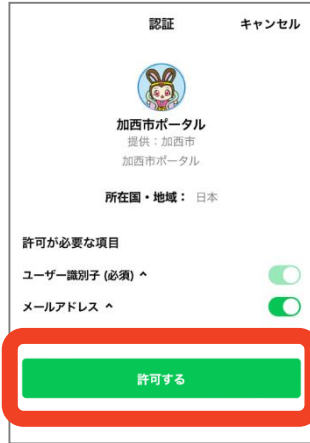 認証 キャンセル
加西市ポータル
提供：加西市
加西市ポータル
所在国・地域： 日本
許可が必要な項目
ユーザー識別子 (必須) ^
メールアドレス ^
許可する